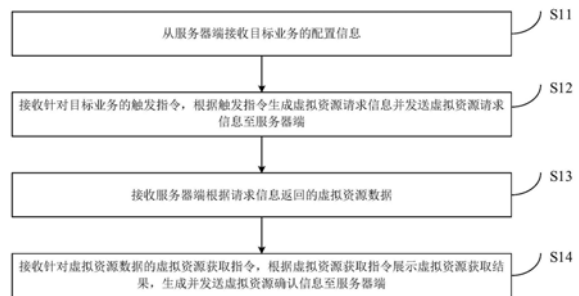 从服务器端接收目标业务的配置信息
S11
接收针对目标业务的触发指令，根据触发指令生成虚拟资源请求信息并发送虚拟资源请求
信息至服务器端
S12
接收服务器端根据请求信息返回的虚拟资源数据
S13
接收针对虚拟资源数据的虚拟资源获取指令，根据虚拟资源获取指令展示虚拟资源获取结
果，生成并发送虚拟资源确认信息至服务器端
S14